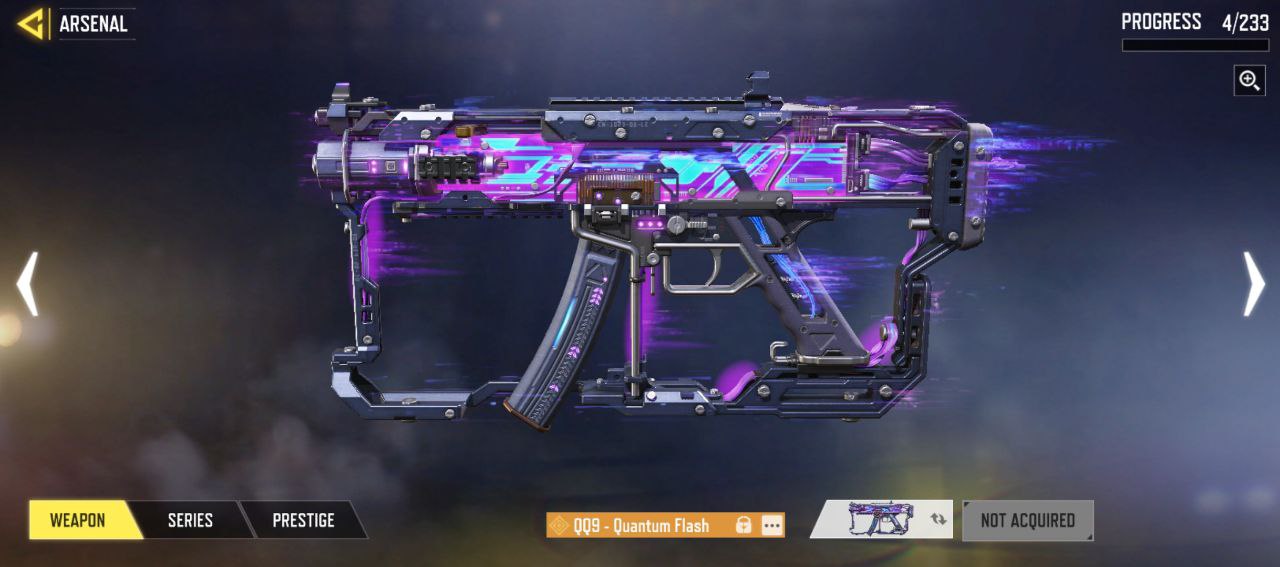 ARSENAL
PROGRESS 4/233
WEAPON
SERIES
PRESTIGE
QQ9 - Quantum Flash
NOT ACQUIRED